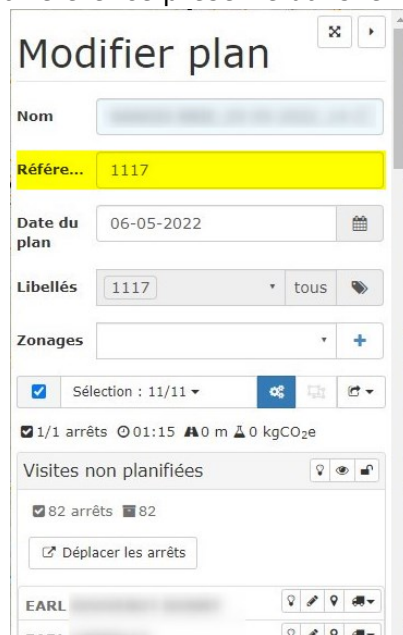 Modifier plan
Nom
Référe... 1117
Date du plan 06-05-2022
Libellés 1117 tous
Zonages
Sélection : 11/11
1/1 arrêts 01:15 0 m 0 kgCO₂e
Visites non planifiées
82 arrêts 82
Déplacer les arrêts
EARL